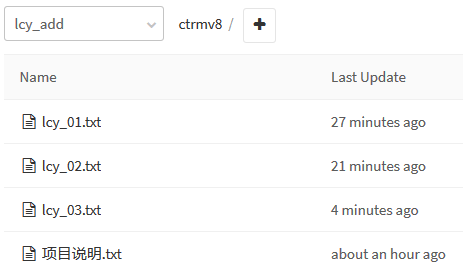 lcy_add ctrmv8 /
Name Last Update
lcy_01.txt 27 minutes ago
lcy_02.txt 21 minutes ago
lcy_03.txt 4 minutes ago
项目说明.txt about an hour ago